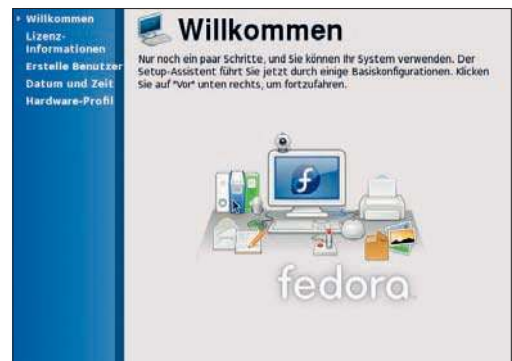 Willkommen
Lizenz-
Informationen
Erstelle Benutzer
Datum und Zeit
Hardware-Profil
Willkommen
Nur noch ein paar Schritte, und Sie können Ihr System verwenden. Der
Setup-Assistent führt Sie jetzt durch einige Basiskonfigurationen. Klicken
Sie auf "Vor" unten rechts, um fortzufahren.
fedora